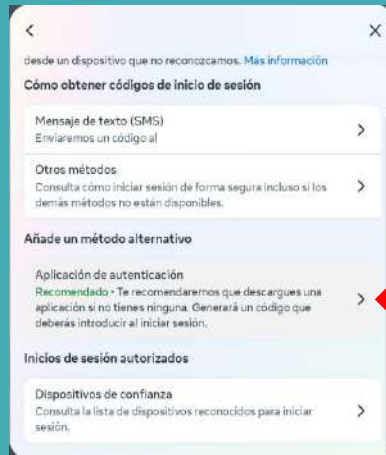 desde un dispositivo que no reconozcamos. Más información
Cómo obtener códigos de inicio de sesión
Mensaje de texto (SMS)
Enviaremos un código al
Otros métodos
Consulta cómo iniciar sesión de forma segura incluso si los
demás métodos no están disponibles.
Añade un método alternativo
Aplicación de autenticación
Recomendado • Te recomendaremos que descargues una
aplicación si no tienes ninguna. Generará un código que
deberás introducir al iniciar sesión.
Inicios de sesión autorizados
Dispositivos de confianza
Consulta la lista de dispositivos reconocidos para iniciar
sesión.